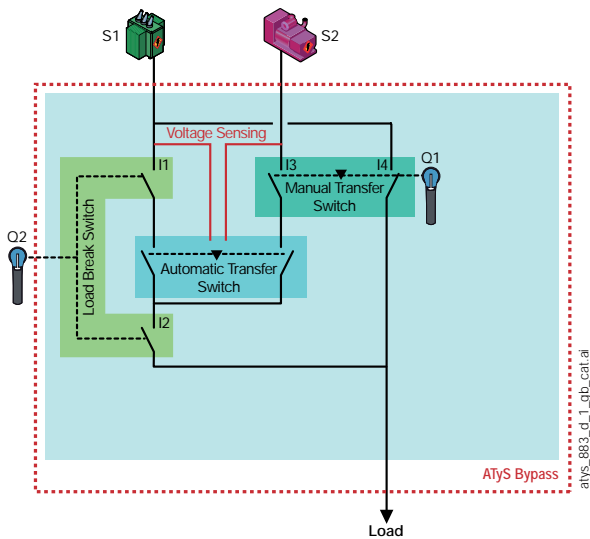 S1
S2
Voltage Sensing
I1
I3
I4
Q1
Manual Transfer
Switch
Q2
Load Break Switch
Automatic Transfer
Switch
I2
ATyS Bypass
atys_883_d_1_gb_cat.ai
Load